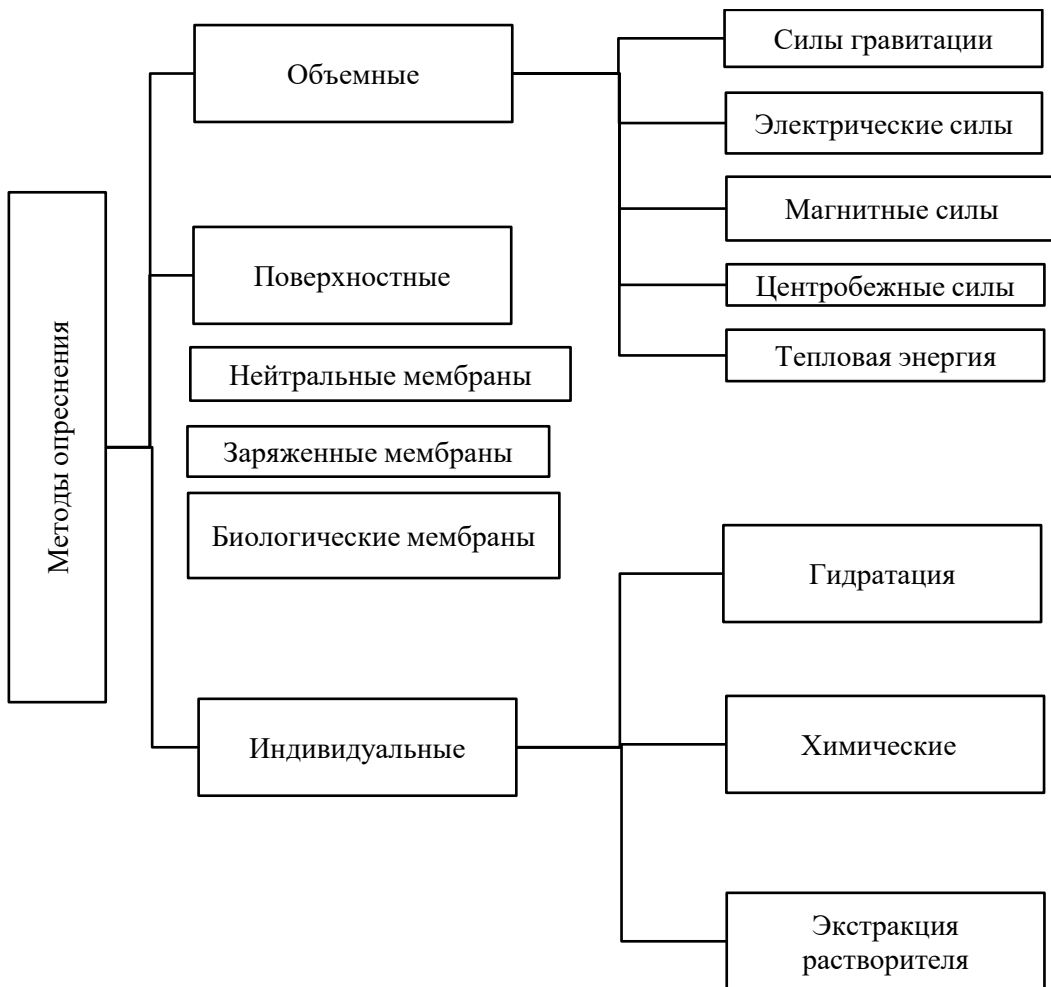 Методы опреснения
Объемные
Силы гравитации
Электрические силы
Магнитные силы
Центробежные силы
Тепловая энергия
Поверхностные
Нейтральные мембраны
Заряженные мембраны
Биологические мембраны
Индивидуальные
Гидратация
Химические
Экстракция
растворителя